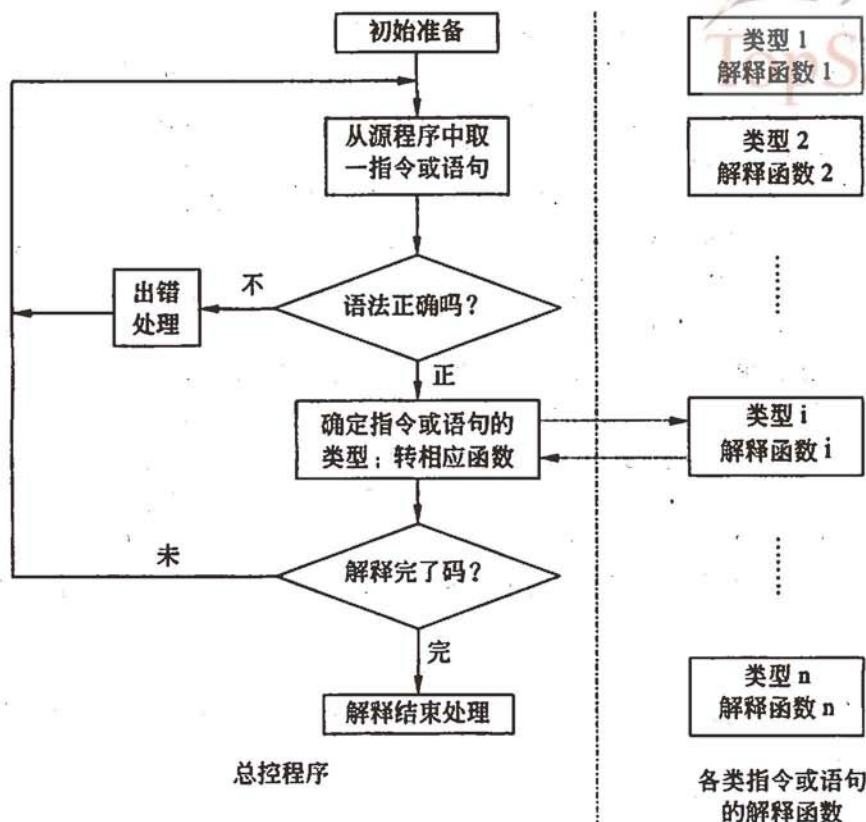 初始准备
从源程序中取
一指令或语句
语法正确吗？
不
出错
处理
正
确定指令或语句的
类型；转相应函数
解释完了码？
未
完
解释结束处理
总控程序
类型 1
解释函数 1
类型 2
解释函数 2
类型 i
解释函数 i
类型 n
解释函数 n
各类指令或语句
的解释函数